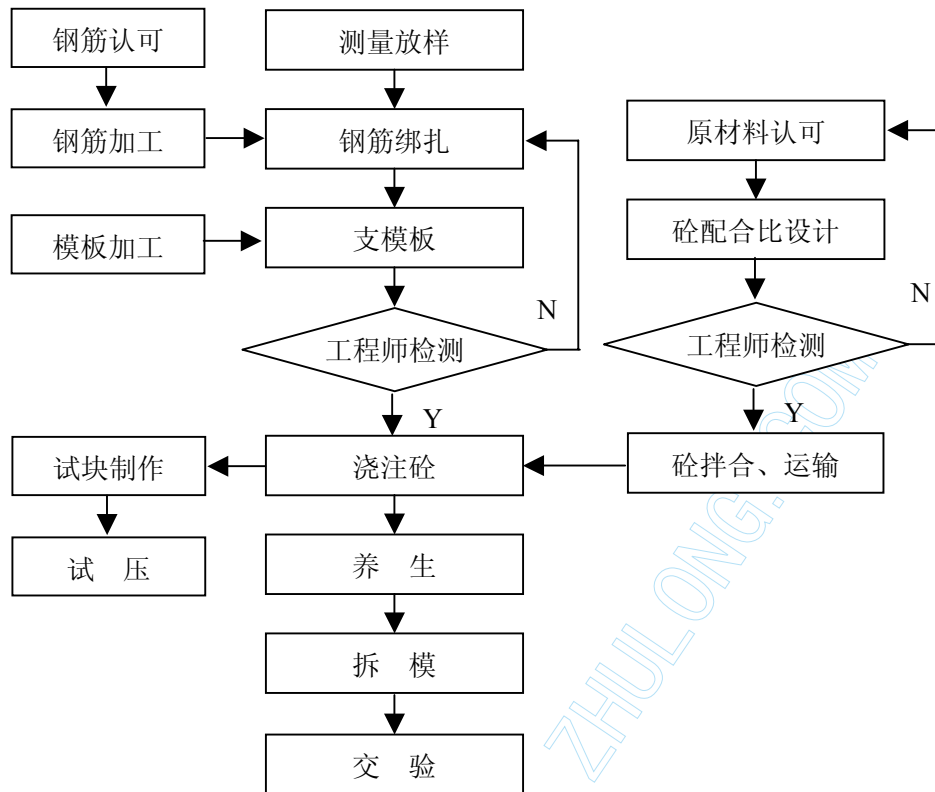 钢筋认可
测量放样
钢筋加工
钢筋绑扎
原材料认可
模板加工
支模板
砼配合比设计
N
N
工程师检测
工程师检测
Y
Y
试块制作
浇注砼
砼拌合、运输
试 压
养 生
拆 模
交 验
ZHULONG.COM